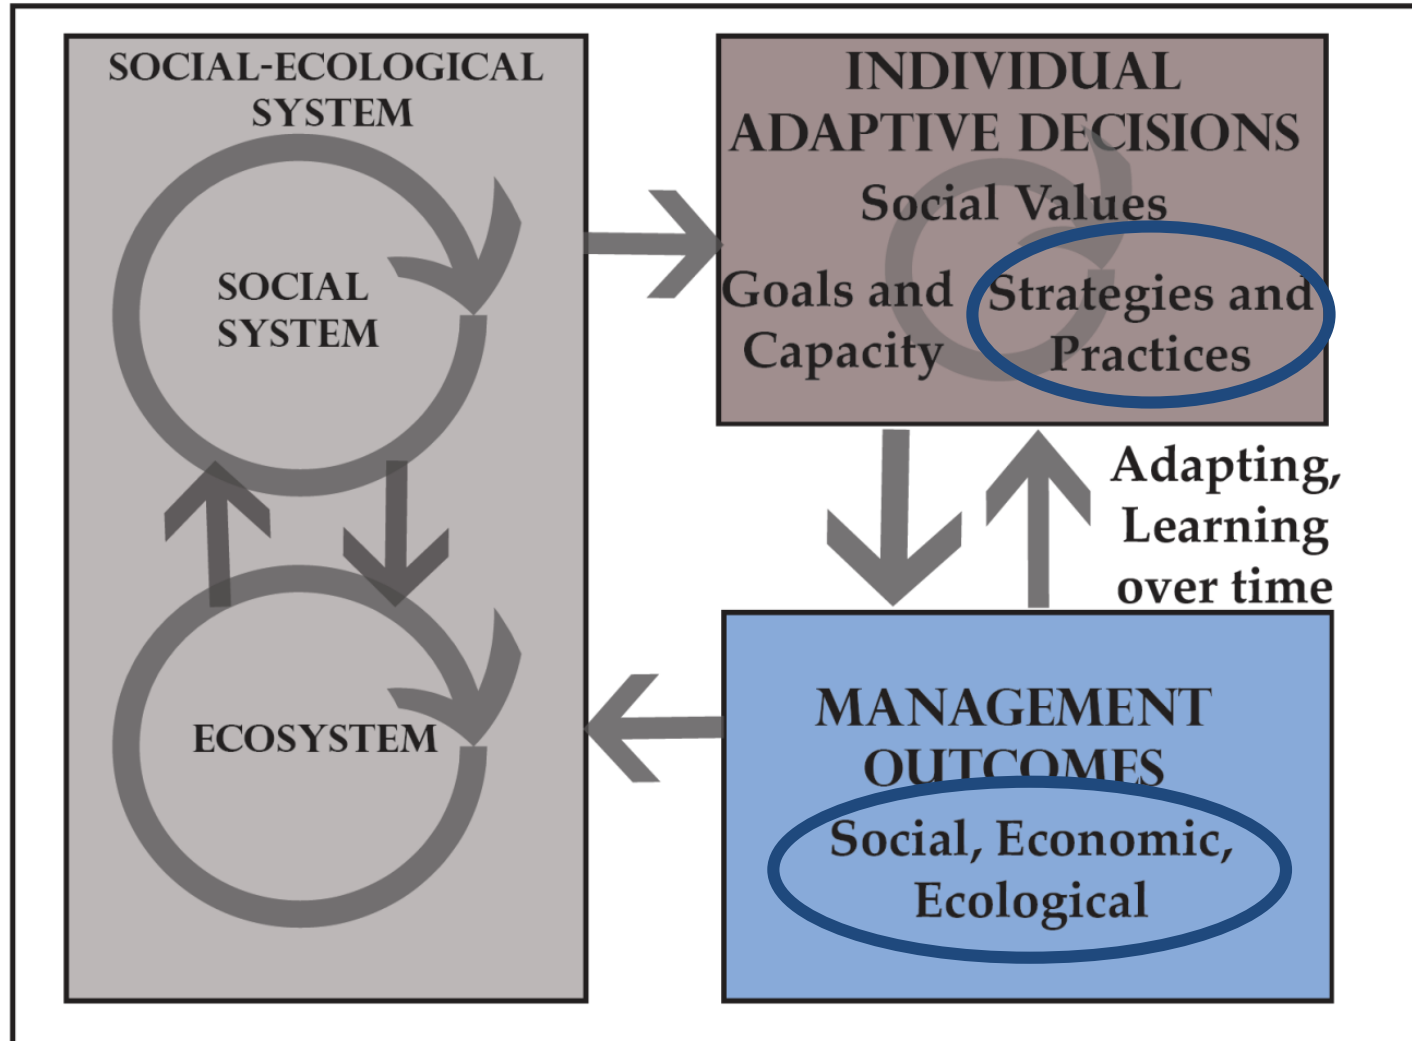 SOCIAL-ECOLOGICAL
SYSTEM
SOCIAL
SYSTEM
ECOSYSTEM
INDIVIDUAL
ADAPTIVE DECISIONS
Social Values
Goals and
Capacity
Strategies and
Practices
Adapting,
Learning
over time
MANAGEMENT
OUTCOMES
Social, Economic,
Ecological